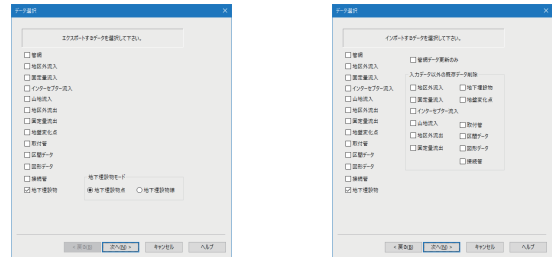 データ選択
エクスポートするデータを選択して下さい。
管網
地区外流入
固定量流入
インターセプター流入
山地流入
地区外流出
固定量流出
地盤変化点
取付管
区間データ
図形データ
接続管
地下埋設物
地下埋設物モード
地下埋設物点
地下埋設物線
< 戻る(B)
次へ(N) >
キャンセル
ヘルプ
データ選択
インポートするデータを選択して下さい。
管網
地区外流入
固定量流入
インターセプター流入
山地流入
地区外流出
固定量流出
地盤変化点
取付管
区間データ
図形データ
接続管
地下埋設物
管網データ更新のみ
入力データ以外の既存データ削除
地区外流入
地下埋設物
固定量流入
地盤変化点
インターセプター流入
山地流入
取付管
地区外流出
区間データ
固定量流出
図形データ
接続管
< 戻る(B)
次へ(N) >
キャンセル
ヘルプ